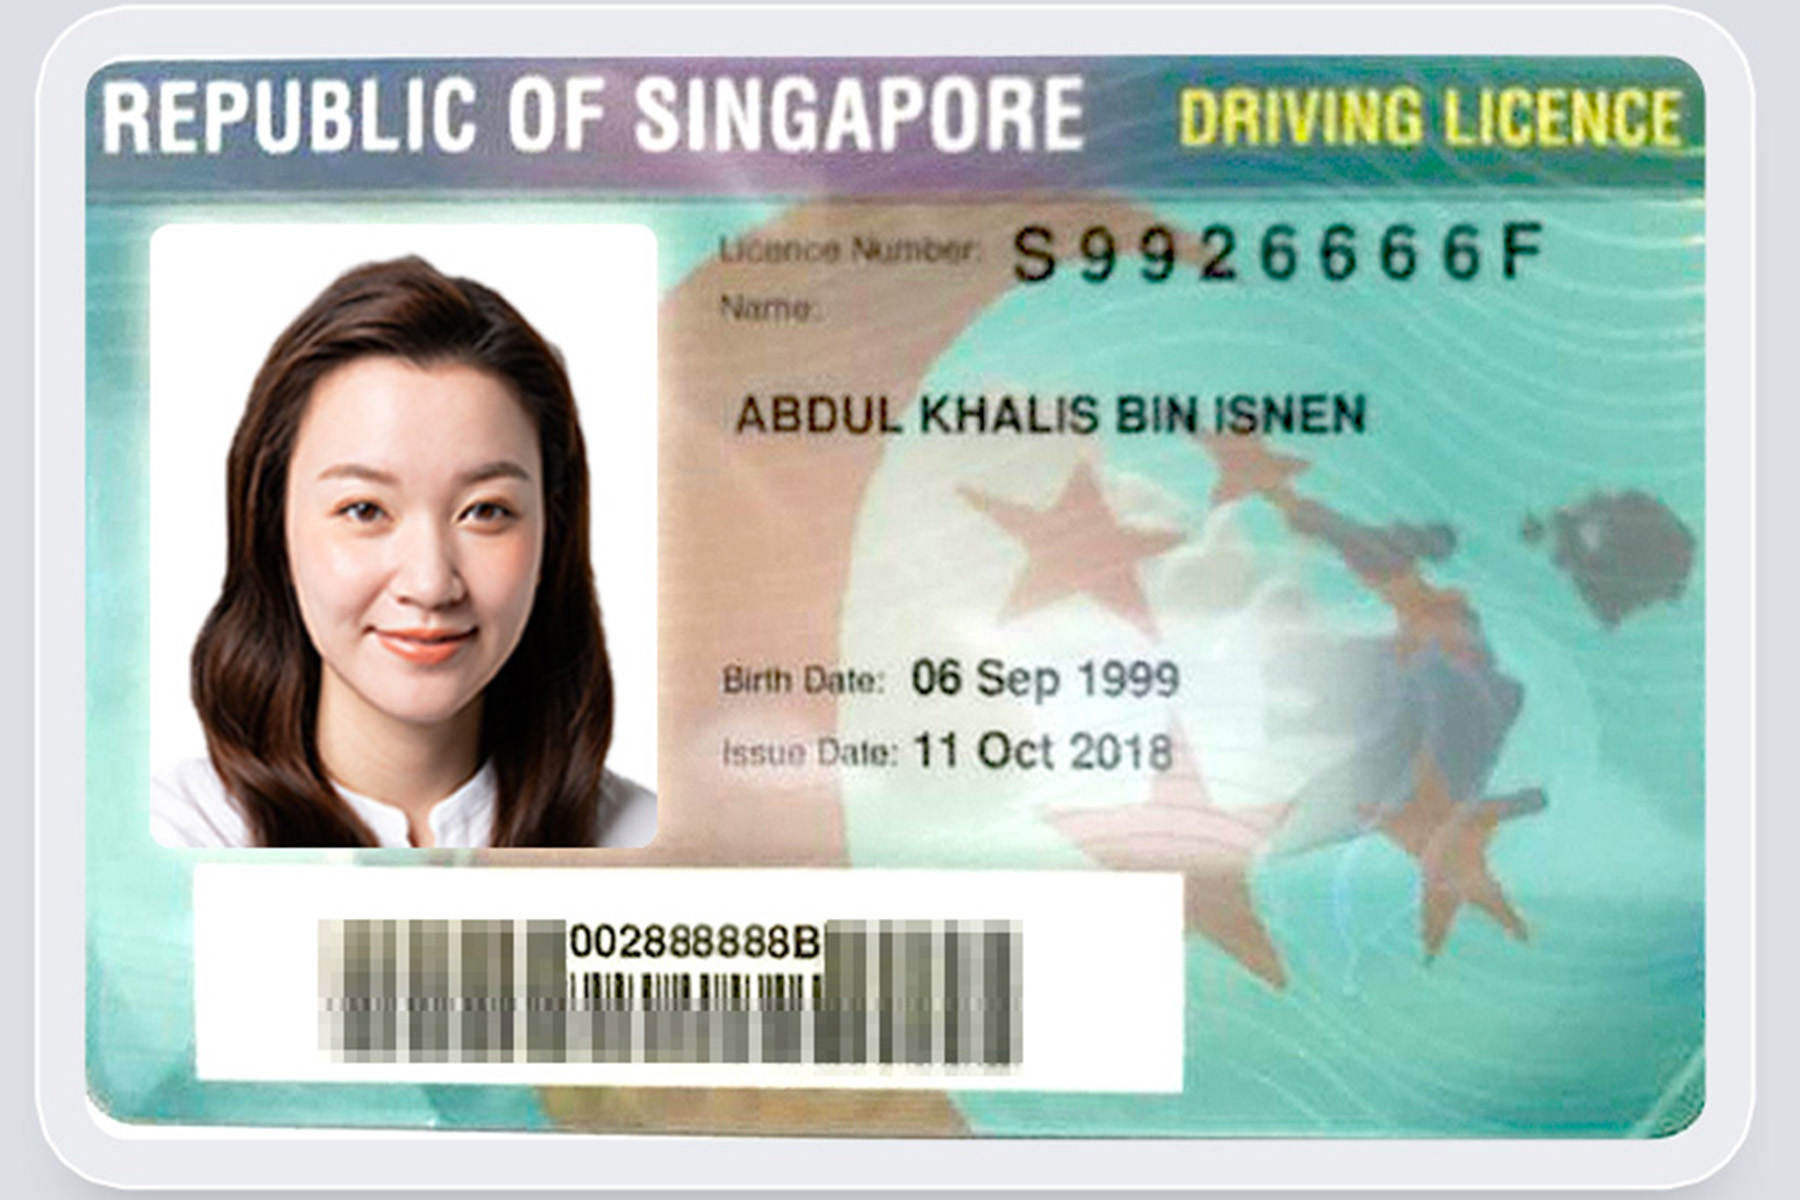 REPUBLIC OF SINGAPORE DRIVING LICENCE
Licence Number: S9926666F
Name:
ABDUL KHALIS BIN ISNEN
Birth Date: 06 Sep 1999
Issue Date: 11 Oct 2018
002888888B